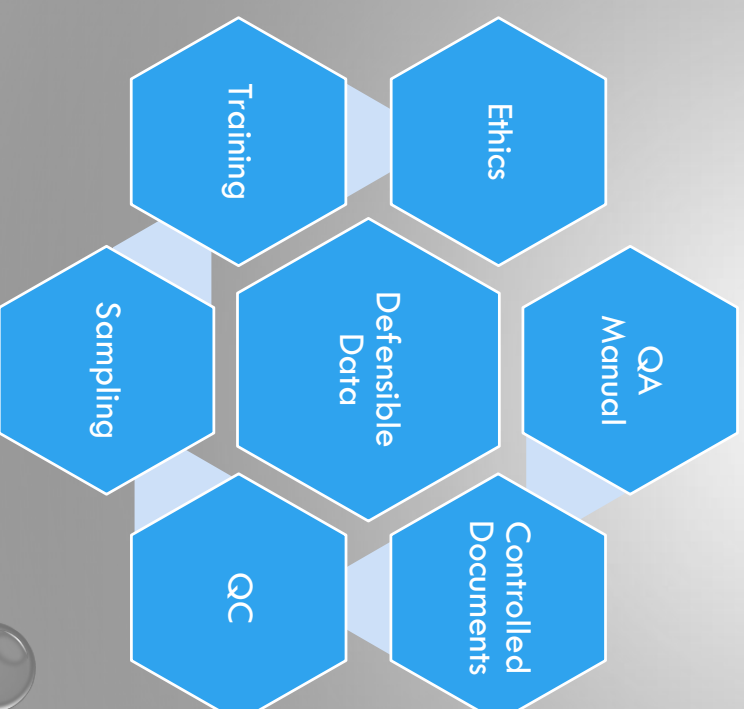 QA
Manual
Controlled
Documents
QC
Sampling
Training
Ethics
Defensible
Data